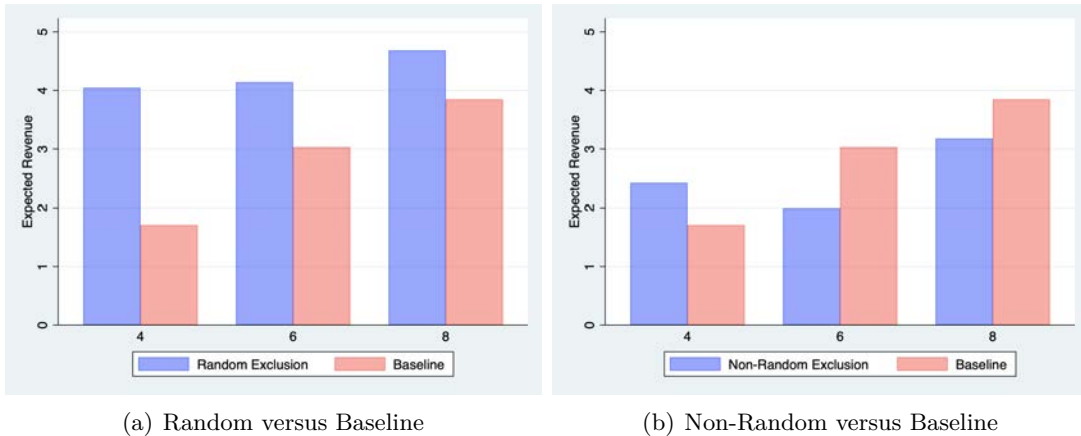 Expected Revenue
5
4
3
2
1
0
4 6 8
Random Exclusion Baseline
(a) Random versus Baseline
Expected Revenue
5
4
3
2
1
0
4 6 8
Non-Random Exclusion Baseline
(b) Non-Random versus Baseline